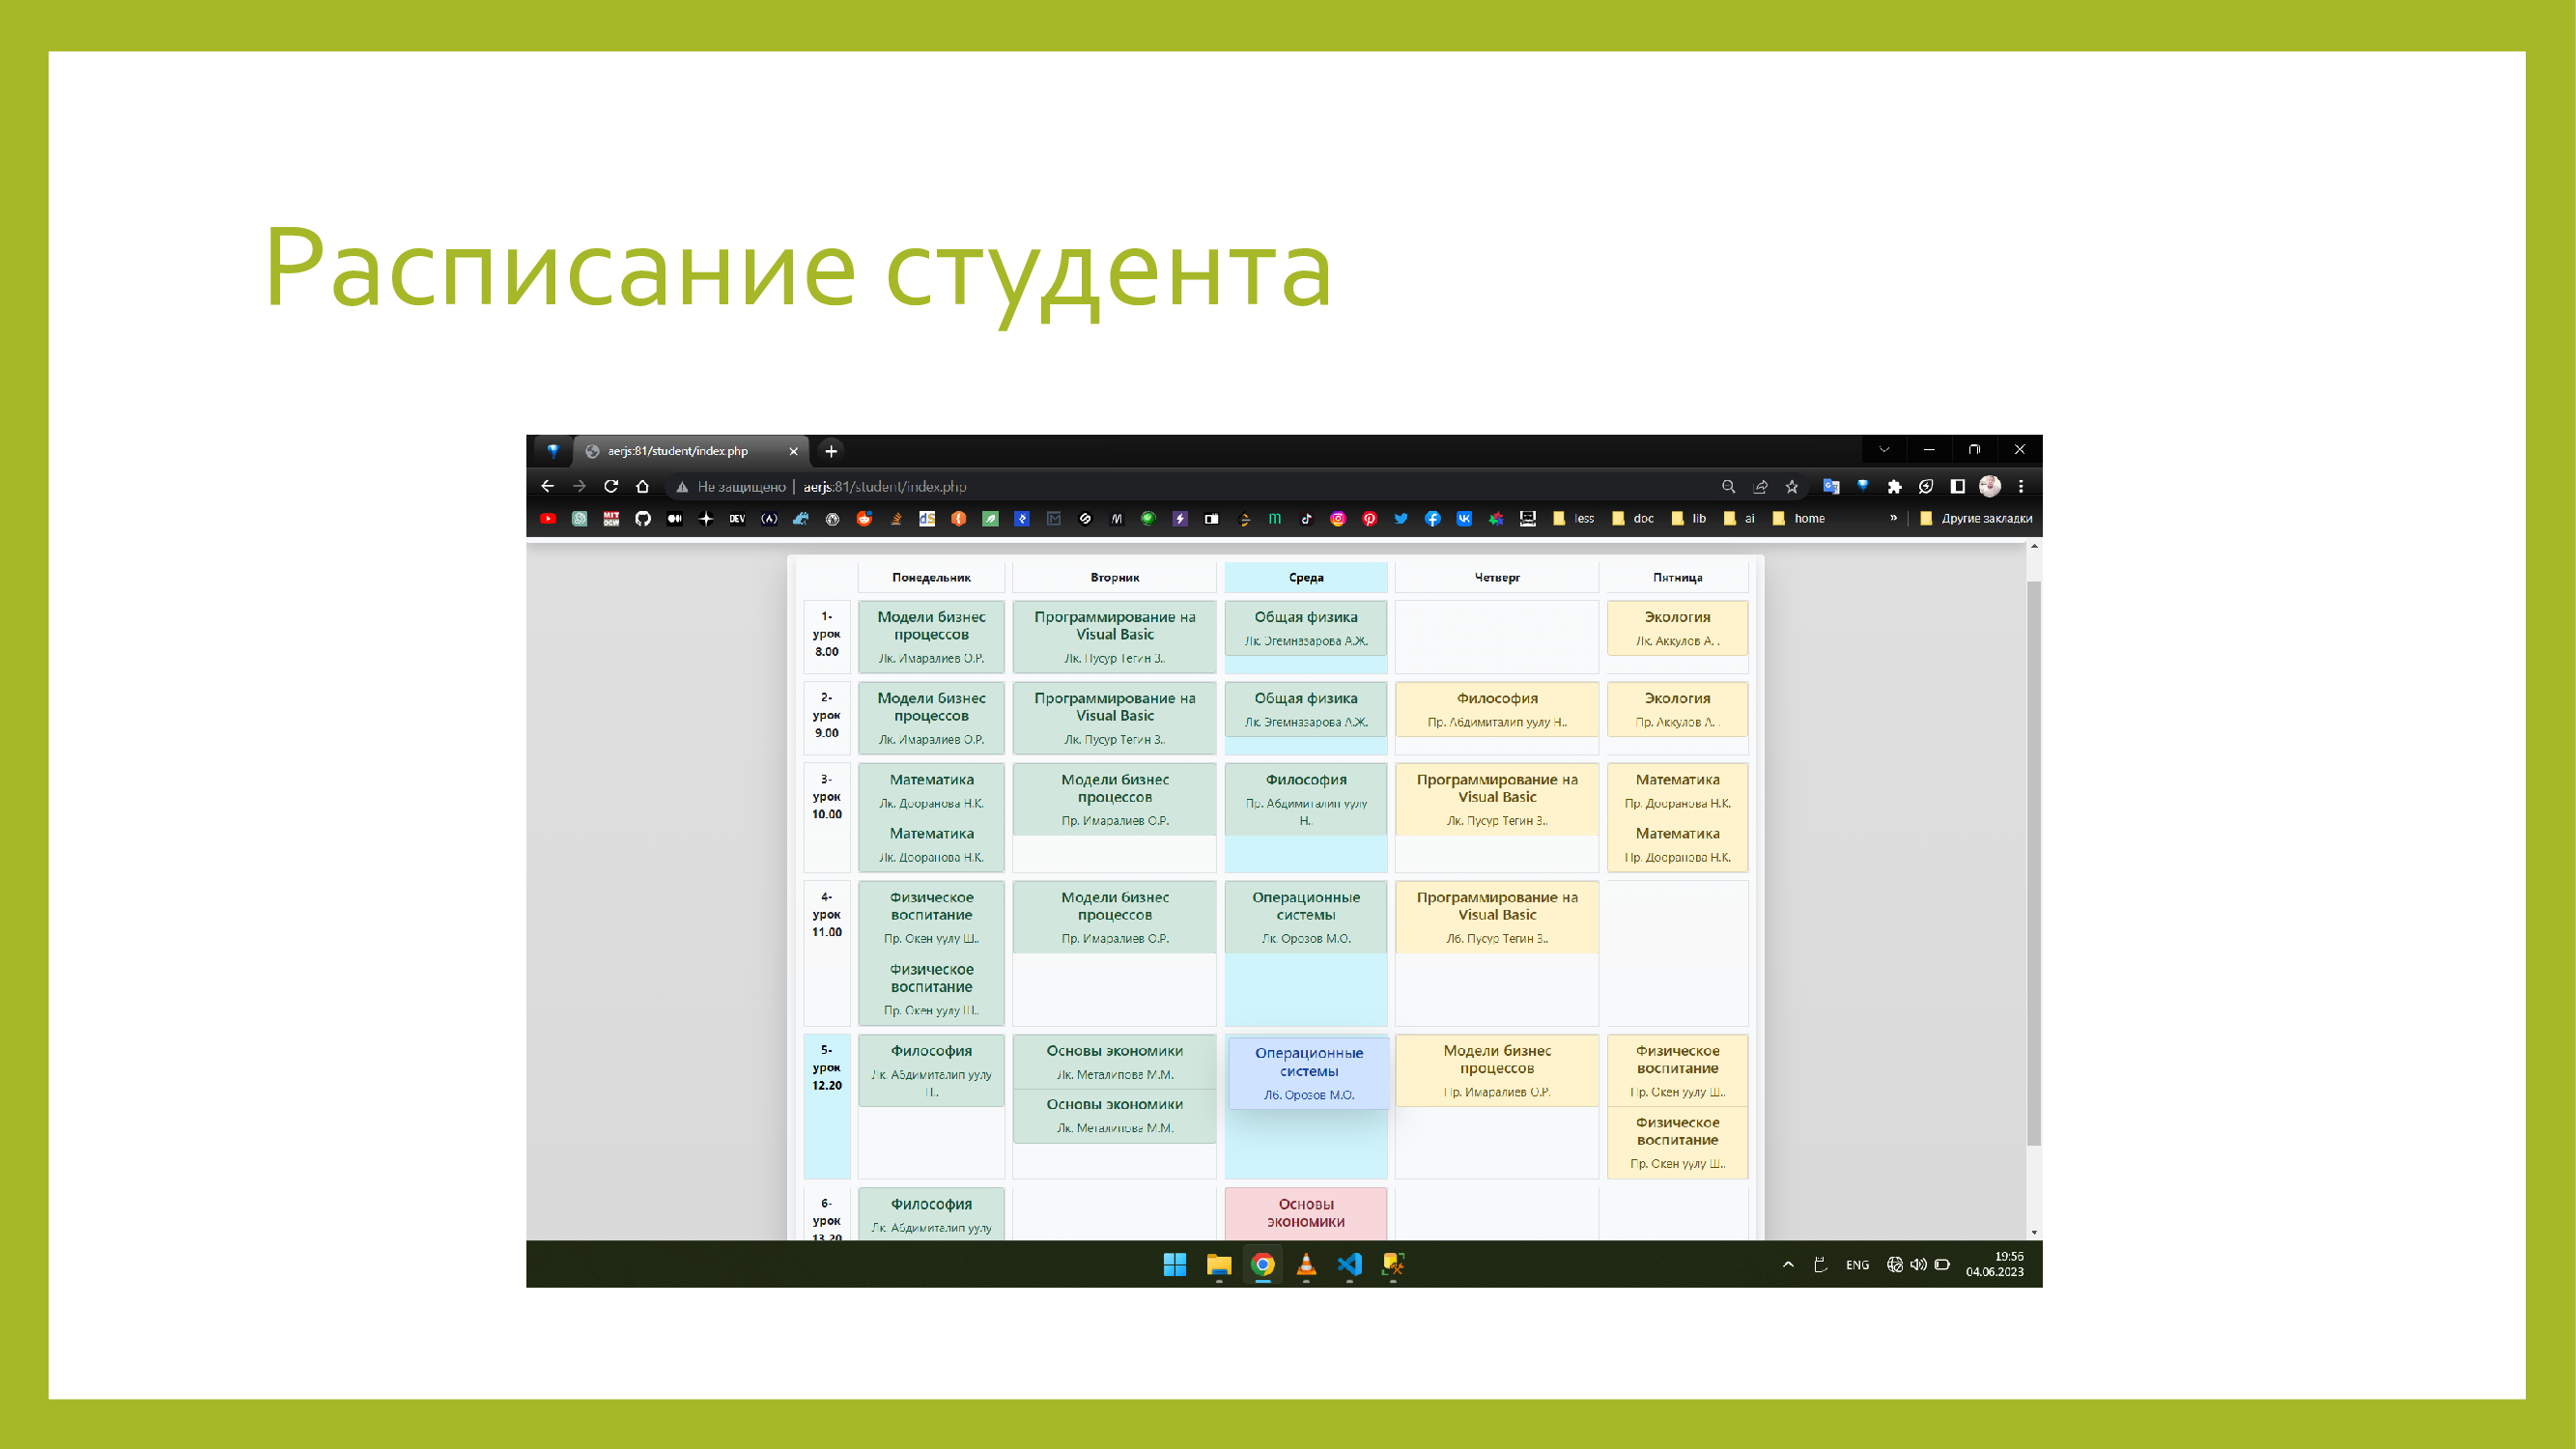 Расписание студента
aerjs:81/student/index.php
Не защищено | aerjs:81/student/index.php
less doc lib ai home » Другие закладки
Понедельник Вторник Среда Четверг Пятница
1-
урок
8.00
Модели бизнес
процессов
Лк. Имаралиев О.Р.
Программирование на
Visual Basic
Лк. Пусур Тегин З..
Общая физика
Лк. Эгемназарова А.Ж.
Экология
Лк. Аккулов А. .
2-
урок
9.00
Модели бизнес
процессов
Лк. Имаралиев О.Р.
Программирование на
Visual Basic
Лк. Пусур Тегин З..
Общая физика
Лк. Эгемназарова А.Ж.
Философия
Пр. Абдимиталип уулу Н..
Экология
Пр. Аккулов А. .
3-
урок
10.00
Математика
Лк. Дооранова Н.К.
Математика
Лк. Дооранова Н.К.
Модели бизнес
процессов
Пр. Имаралиев О.Р.
Философия
Пр. Абдимиталип уулу
Н..
Программирование на
Visual Basic
Лк. Пусур Тегин З..
Математика
Пр. Дооранова Н.К.
Математика
Пр. Дооранова Н.К.
4-
урок
11.00
Физическое
воспитание
Пр. Окен уулу Ш..
Физическое
воспитание
Пр. Окен уулу Ш..
Модели бизнес
процессов
Пр. Имаралиев О.Р.
Операционные
системы
Лк. Орозов М.О.
Программирование на
Visual Basic
Лб. Пусур Тегин З..
5-
урок
12.20
Философия
Лк. Абдимиталип уулу
Н..
Основы экономики
Лк. Металипова М.М.
Основы экономики
Лк. Металипова М.М.
Операционные
системы
Лб. Орозов М.О.
Модели бизнес
процессов
Пр. Имаралиев О.Р.
Физическое
воспитание
Пр. Окен уулу Ш..
Физическое
воспитание
Пр. Окен уулу Ш..
6-
урок
13.20
Философия
Лк. Абдимиталип уулу
Основы
экономики
ENG
19:56
04.06.2023